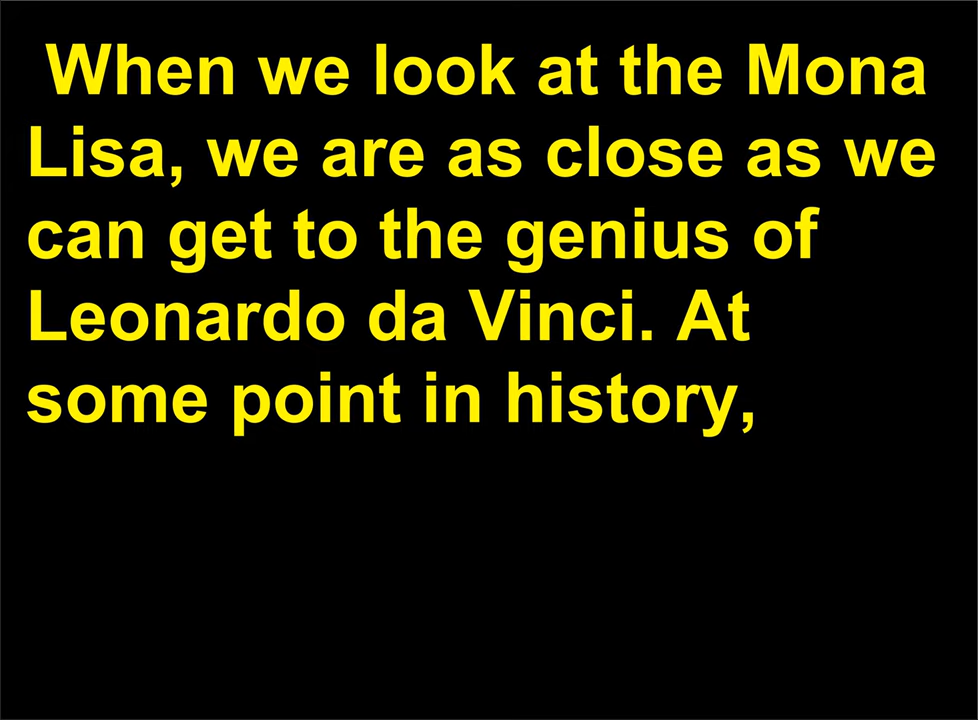 When we look at the Mona
Lisa, we are as close as we
can get to the genius of
Leonardo da Vinci. At
some point in history,